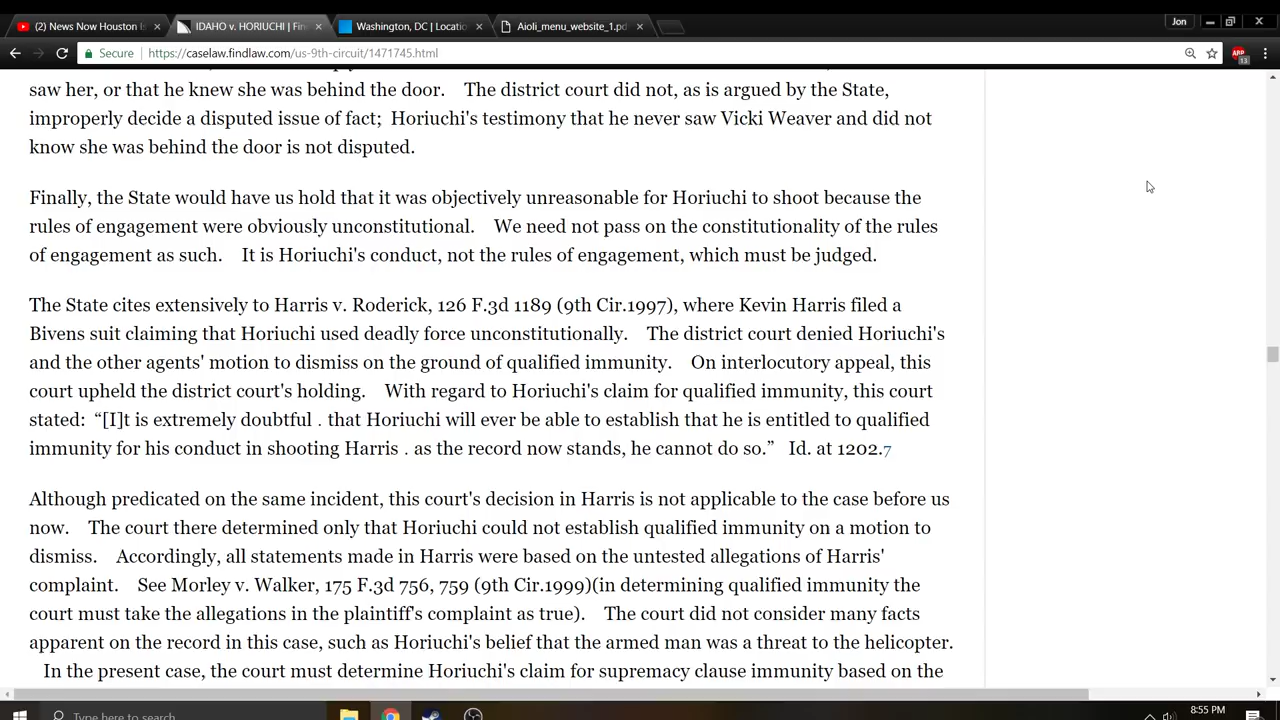 (2) News Now Houston Is
IDAHO v. HORIUCHI | Fin
Washington, DC | Locatio
Aioli_menu_website_1.pd
Jon
Secure
https://caselaw.findlaw.com/us-9th-circuit/1471745.html
ABP
13
saw her, or that he knew she was behind the door. The district court did not, as is argued by the State,
improperly decide a disputed issue of fact; Horiuchi's testimony that he never saw Vicki Weaver and did not
know she was behind the door is not disputed.
Finally, the State would have us hold that it was objectively unreasonable for Horiuchi to shoot because the
rules of engagement were obviously unconstitutional. We need not pass on the constitutionality of the rules
of engagement as such. It is Horiuchi's conduct, not the rules of engagement, which must be judged.
The State cites extensively to Harris v. Roderick, 126 F.3d 1189 (9th Cir.1997), where Kevin Harris filed a
Bivens suit claiming that Horiuchi used deadly force unconstitutionally. The district court denied Horiuchi's
and the other agents' motion to dismiss on the ground of qualified immunity. On interlocutory appeal, this
court upheld the district court's holding. With regard to Horiuchi's claim for qualified immunity, this court
stated: “[I]t is extremely doubtful . that Horiuchi will ever be able to establish that he is entitled to qualified
immunity for his conduct in shooting Harris . as the record now stands, he cannot do so.” Id. at 1202.7
Although predicated on the same incident, this court's decision in Harris is not applicable to the case before us
now. The court there determined only that Horiuchi could not establish qualified immunity on a motion to
dismiss. Accordingly, all statements made in Harris were based on the untested allegations of Harris'
complaint. See Morley v. Walker, 175 F.3d 756, 759 (9th Cir.1999)(in determining qualified immunity the
court must take the allegations in the plaintiff's complaint as true). The court did not consider many facts
apparent on the record in this case, such as Horiuchi's belief that the armed man was a threat to the helicopter.
In the present case, the court must determine Horiuchi's claim for supremacy clause immunity based on the
Type here to search
8:55 PM